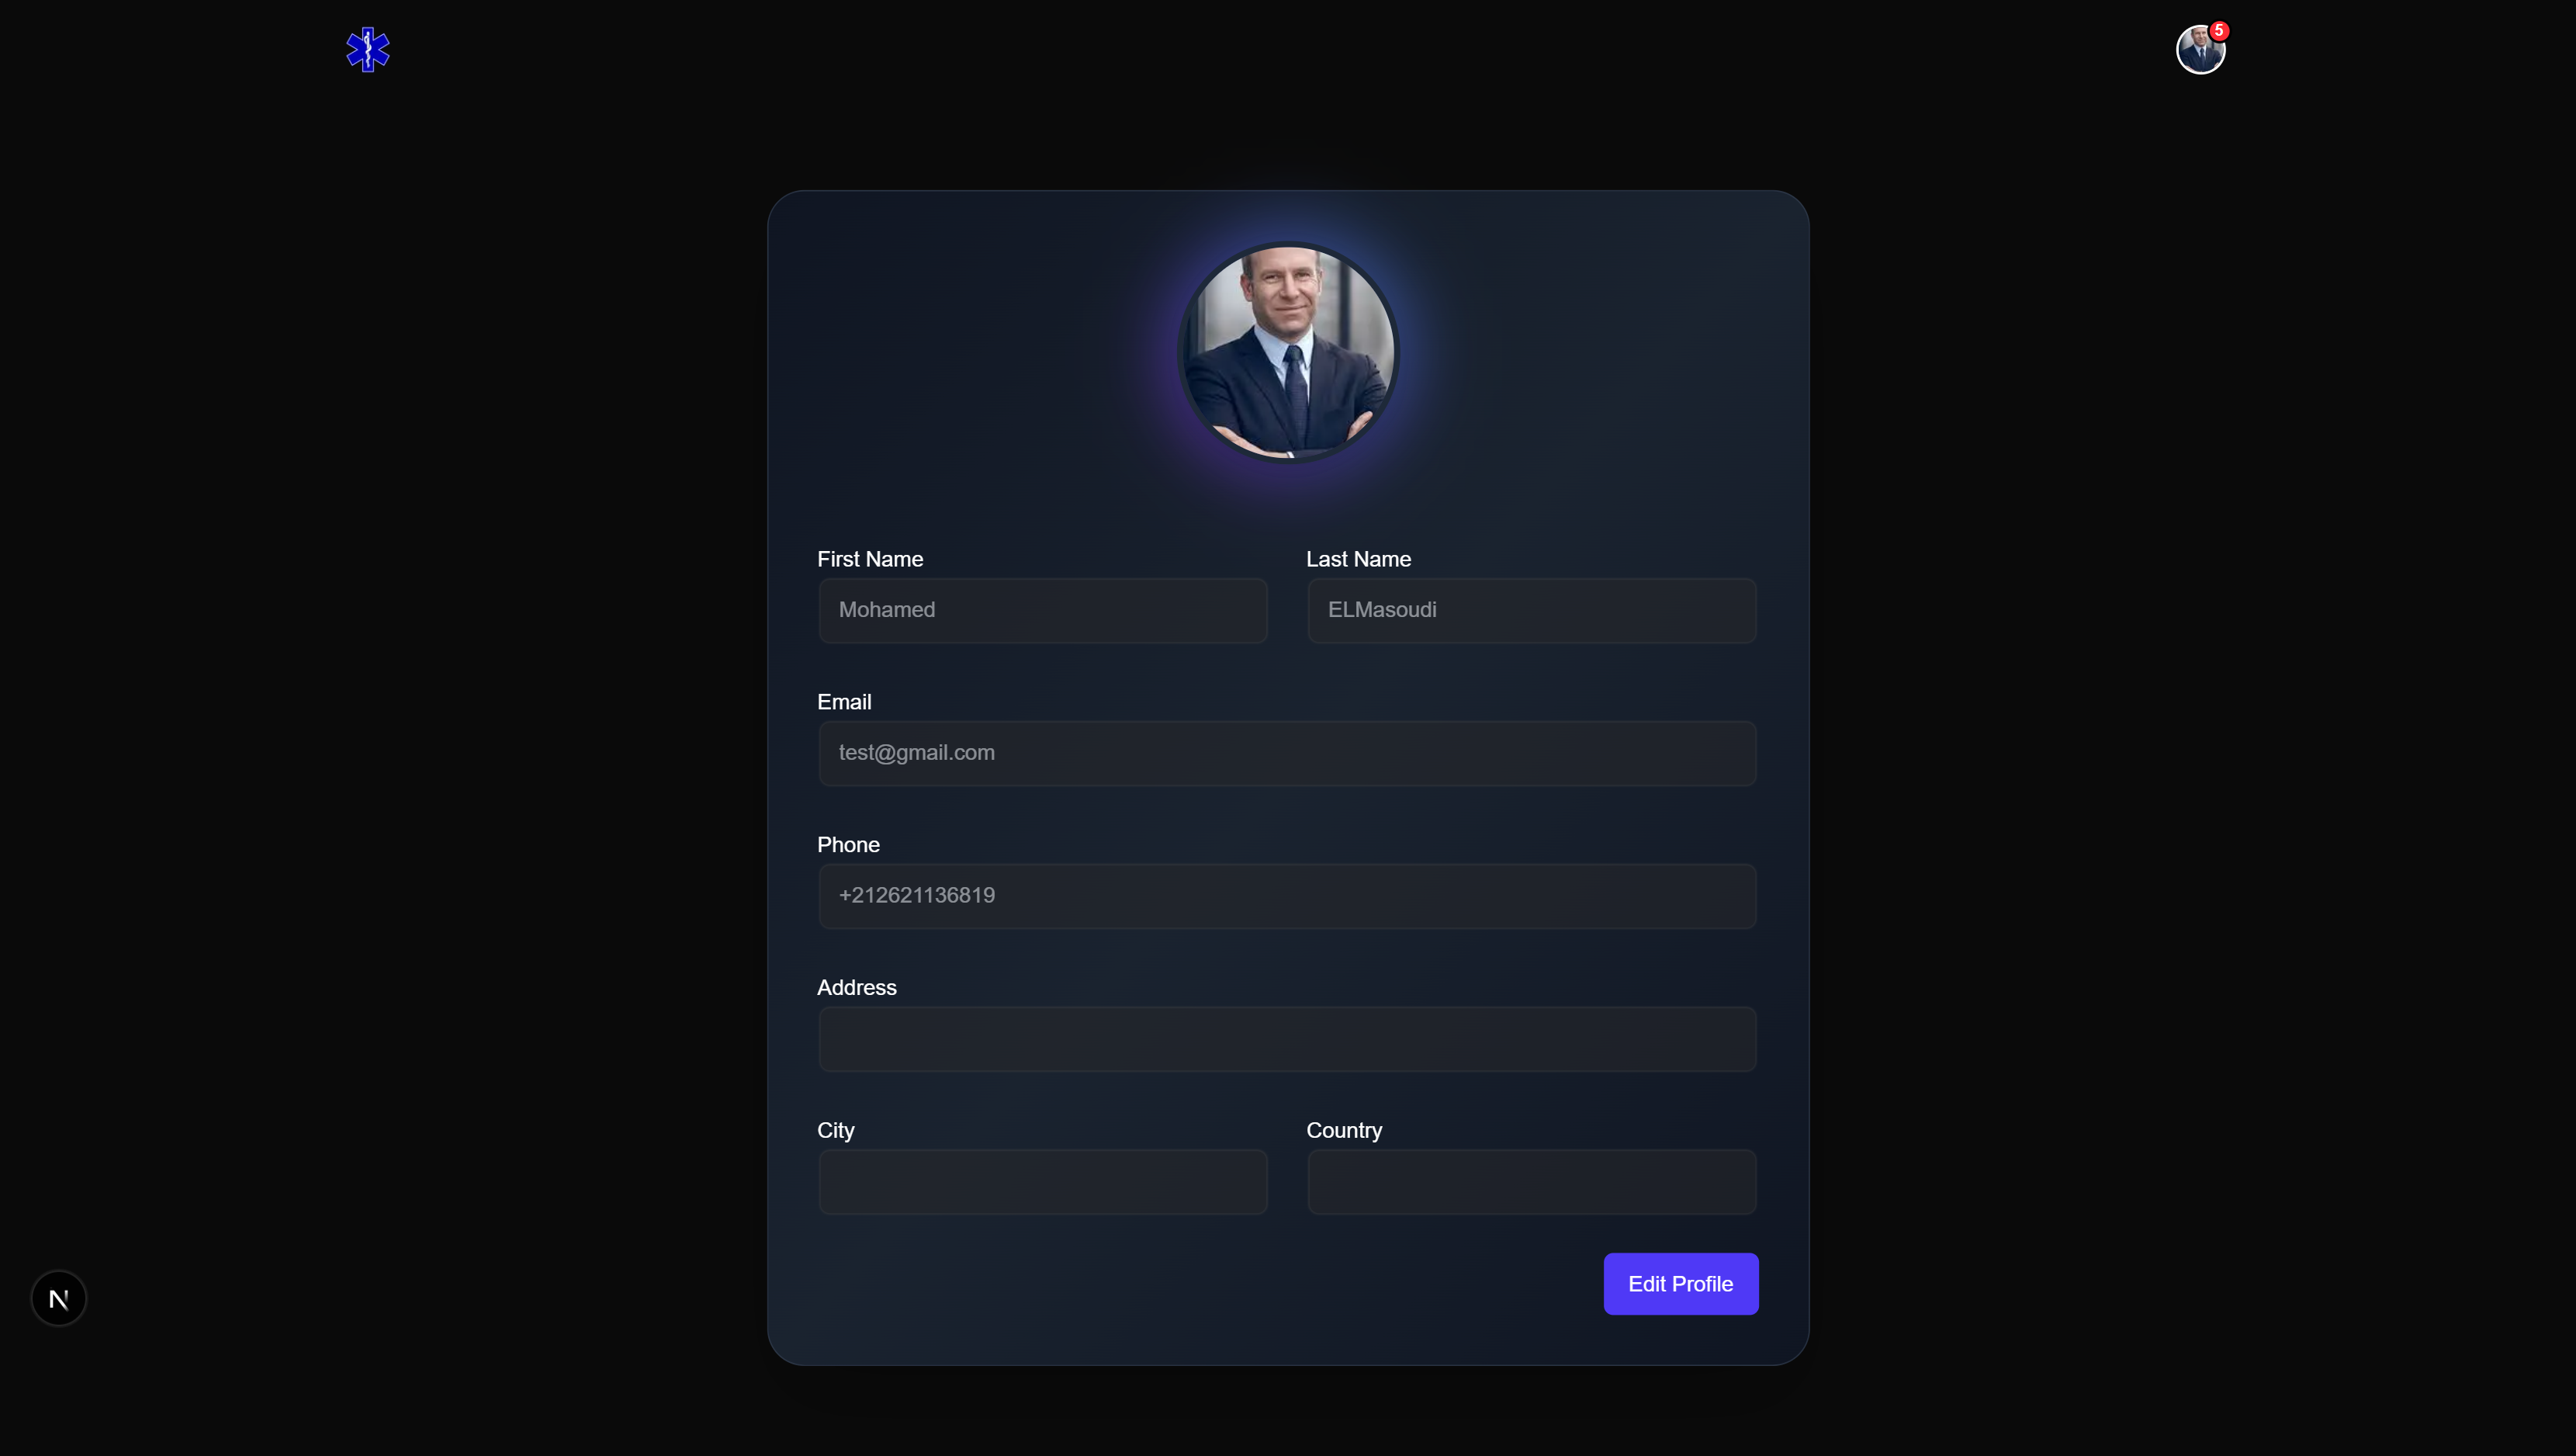 5
First Name
Last Name
Mohamed
ELMasoudi
Email
test@gmail.com
Phone
+212621136819
Address
City
Country
Edit Profile
N